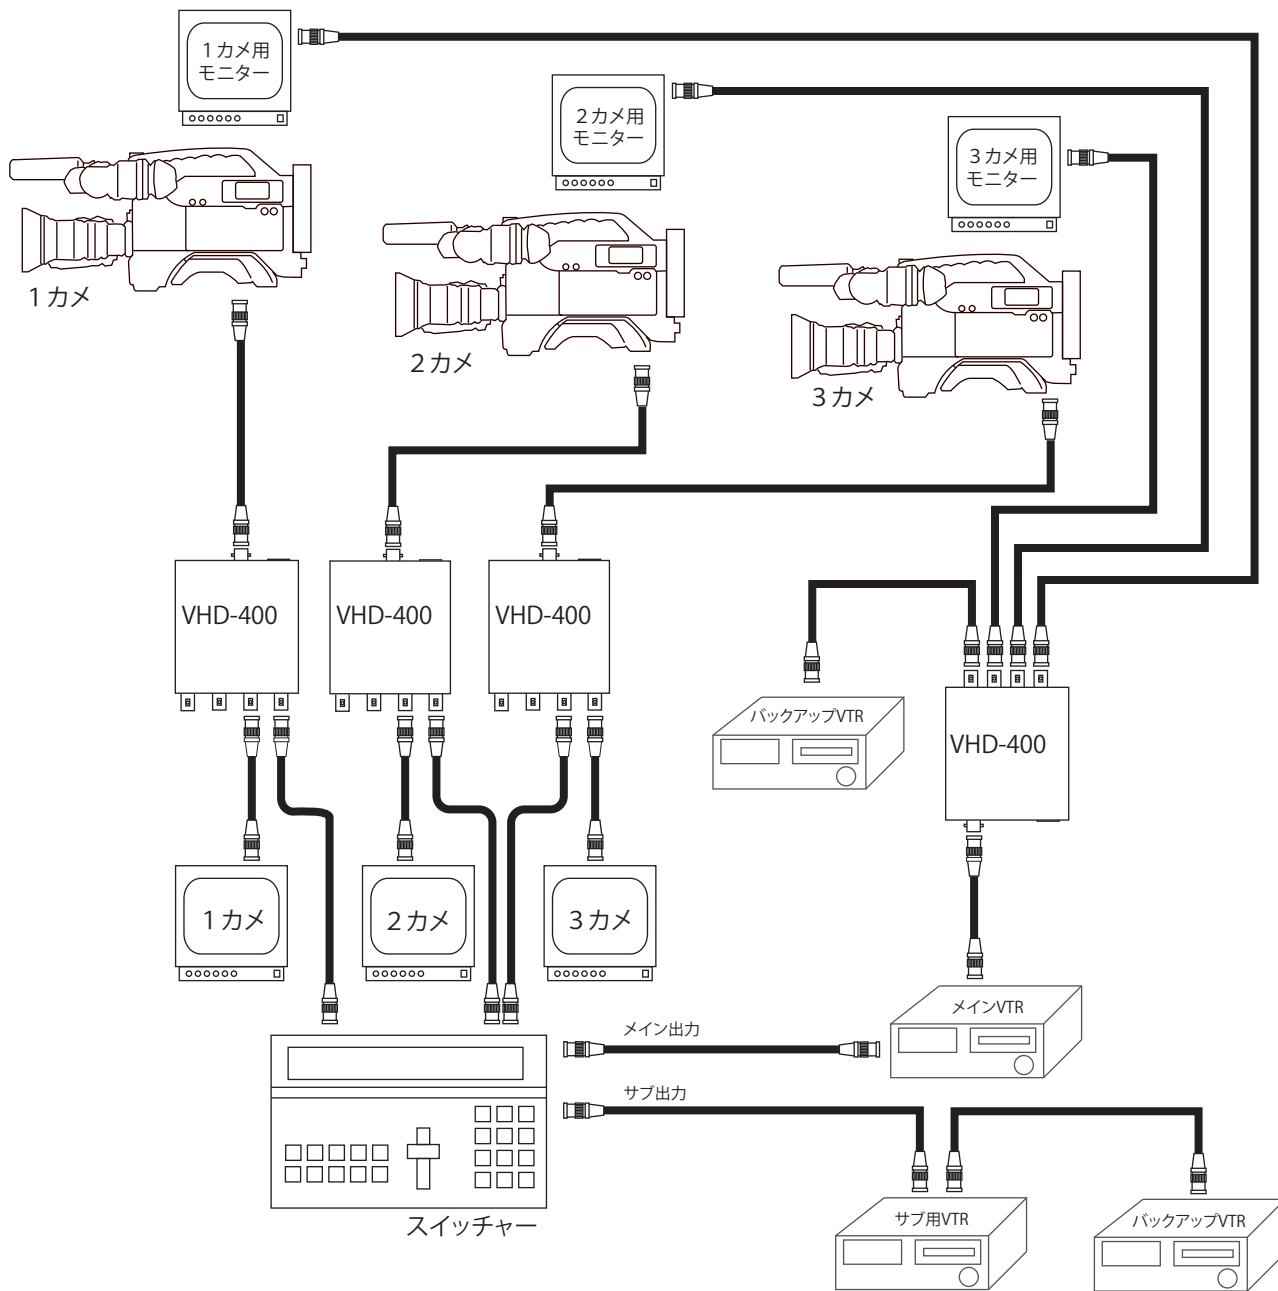 1カメ用
モニター
2カメ用
モニター
3カメ用
モニター
1カメ
2カメ
3カメ
VHD-400
VHD-400
VHD-400
バックアップVTR
VHD-400
1カメ
2カメ
3カメ
メインVTR
メイン出力
サブ出力
スイッチャー
サブ用VTR
バックアップVTR